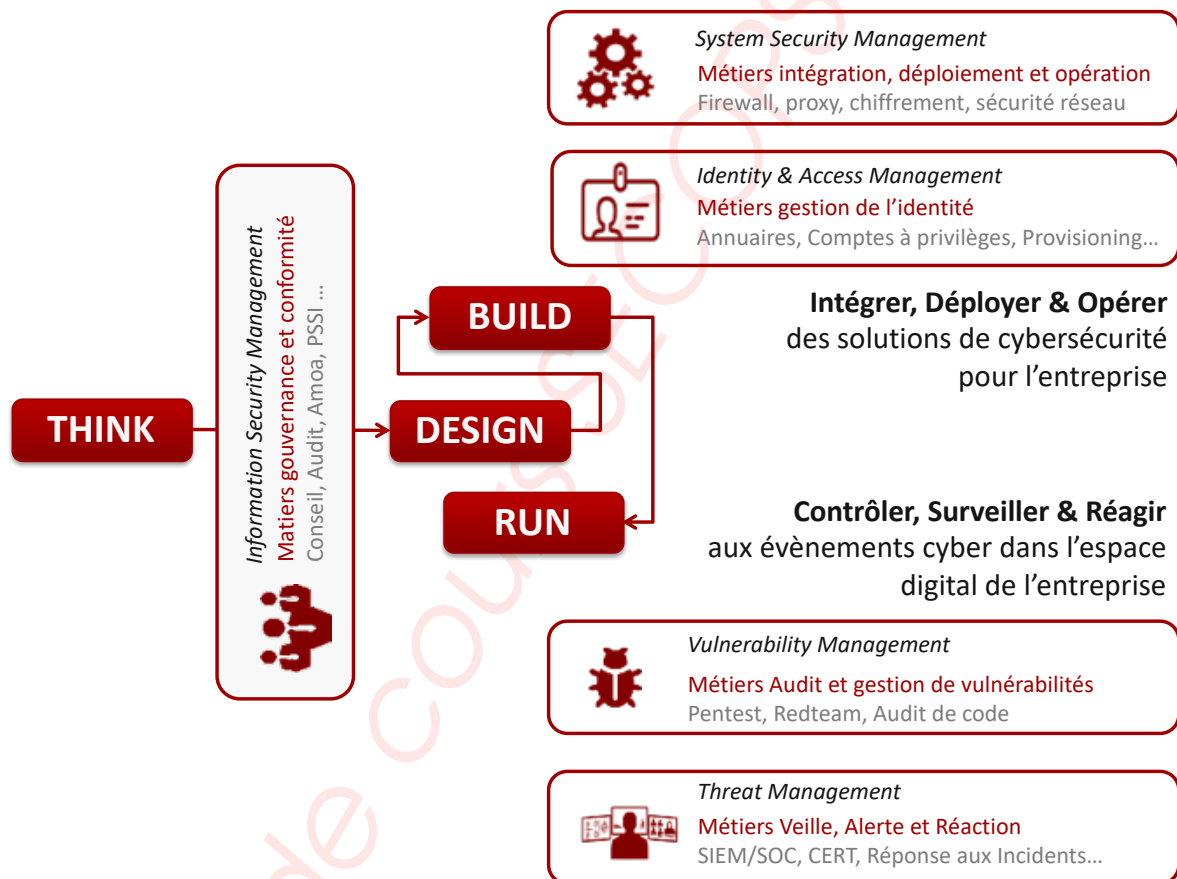 System Security Management
Métiers intégration, déploiement et opération
Firewall, proxy, chiffrement, sécurité réseau
Identity & Access Management
Métiers gestion de l’identité
Annuaires, Comptes à privilèges, Provisioning…
Information Security Management
Matiers gouvernance et conformité
Conseil, Audit, Amoa, PSSI …
THINK
BUILD
DESIGN
RUN
Intégrer, Déployer & Opérer
des solutions de cybersécurité
pour l’entreprise
Contrôler, Surveiller & Réagir
aux évènements cyber dans l’espace
digital de l’entreprise
Vulnerability Management
Métiers Audit et gestion de vulnérabilités
Pentest, Redteam, Audit de code
Threat Management
Métiers Veille, Alerte et Réaction
SIEM/SOC, CERT, Réponse aux Incidents…
de cours SECOPS